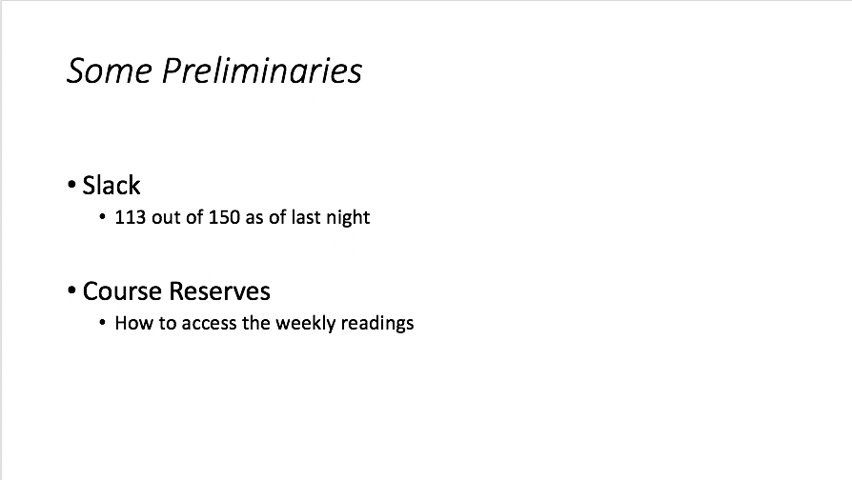 Some Preliminaries
• Slack
• 113 out of 150 as of last night
• Course Reserves
• How to access the weekly readings